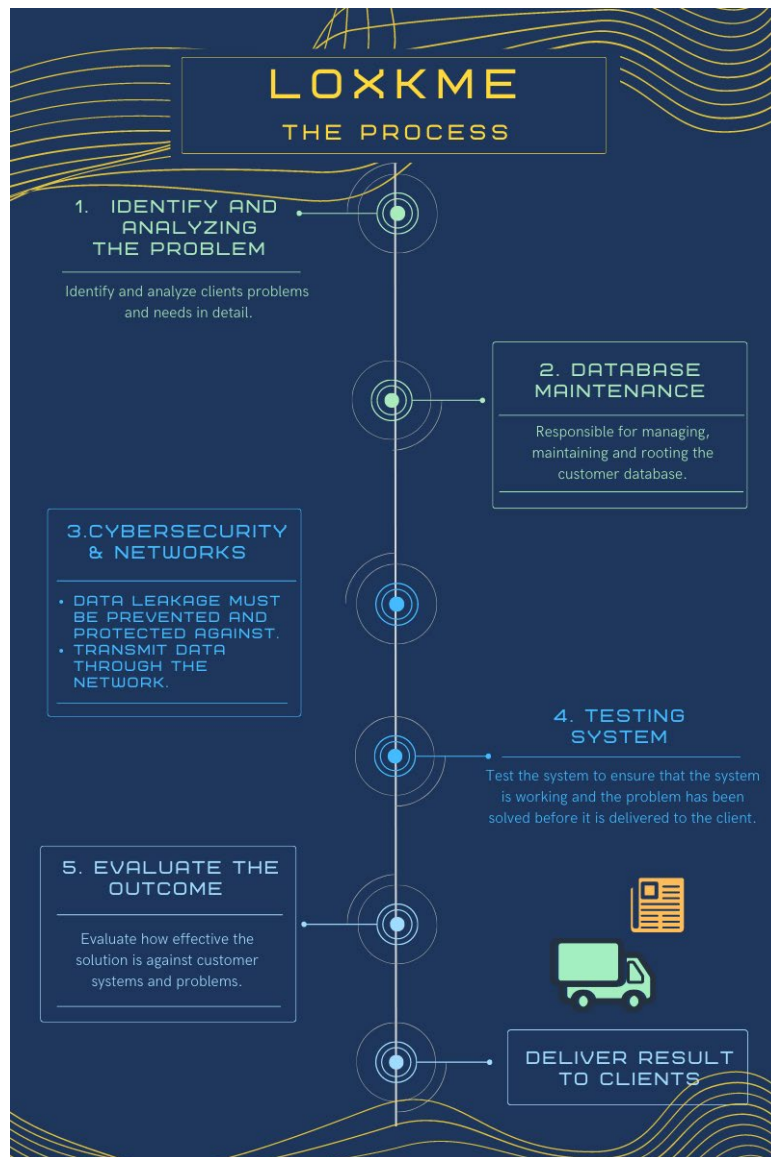 LOXKME
THE PROCESS
1. IDENTIFY AND
ANALYZING
THE PROBLEM
Identify and analyze clients problems
and needs in detail.
2. DATABASE
MAINTENANCE
Responsible for managing,
maintaining and rooting the
customer database.
3.CYBERSECURITY
& NETWORKS
• DATA LEAKAGE MUST
BE PREVENTED AND
PROTECTED AGAINST.
• TRANSMIT DATA
THROUGH THE
NETWORK.
4. TESTING
SYSTEM
Test the system to ensure that the system
is working and the problem has been
solved before it is delivered to the client.
5. EVALUATE THE
OUTCOME
Evaluate how effective the
solution is against customer
systems and problems.
DELIVER RESULT
TO CLIENTS